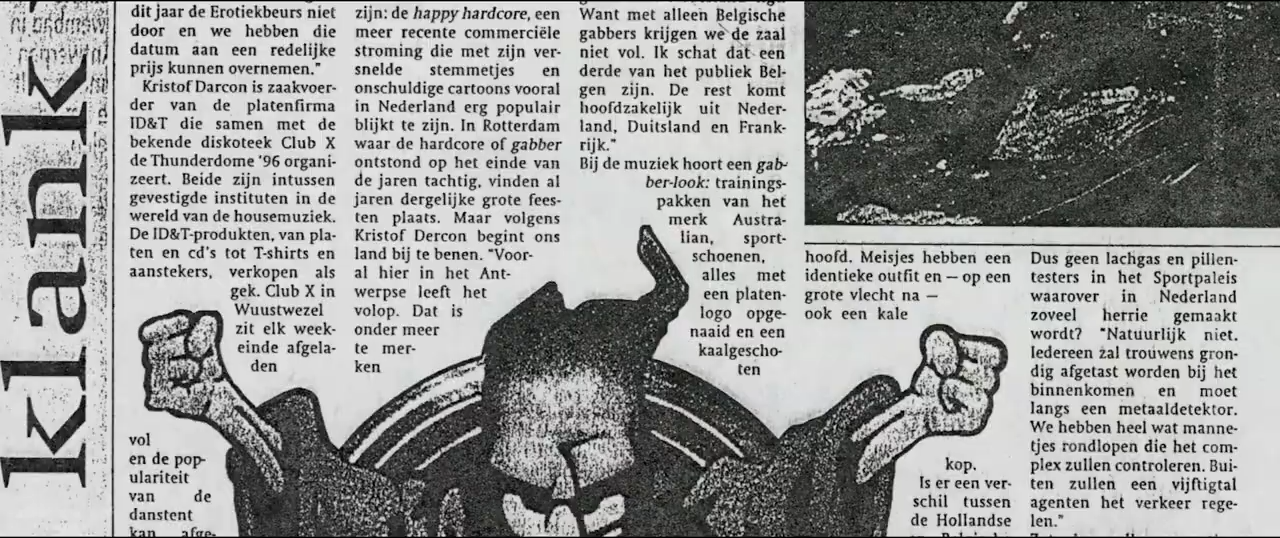 klank
dit jaar de Erotiekbeurs niet
door en we hebben die
datum aan een redelijke
prijs kunnen overnemen."
Kristof Darcon is zaakvoer-
der van de platenfirma
ID&T die samen met de
bekende diskoteek Club X
de Thunderdome '96 organi-
zeert. Beide zijn intussen
gevestigde instituten in de
wereld van de housemuziek.
De ID&T-produkten, van pla-
ten en cd's tot T-shirts en
aanstekers, verkopen als
gek. Club X in
Wuustwezel
zit elk week-
einde afgela-
den
vol
en de pop-
ulariteit
van de
danstent
kan afge-
zijn: de happy hardcore, een
meer recente commerciële
stroming die met zijn ver-
snelde stemmetjes en
onschuldige cartoons vooral
in Nederland erg populair
blijkt te zijn. In Rotterdam
waar de hardcore of gabber
ontstond op het einde van
de jaren tachtig, vinden al
jaren dergelijke grote fees-
ten plaats. Maar volgens
Kristof Dercon begint ons
land bij te benen. "Voor-
al hier in het Ant-
werpse leeft het
volop. Dat is
onder meer
te mer-
ken
Want met alleen Belgische
gabbers krijgen we de zaal
niet vol. Ik schat dat een
derde van het publiek Bel-
gen zijn. De rest komt
hoofdzakelijk uit Neder-
land, Duitsland en Frank-
rijk."
Bij de muziek hoort een gab-
ber-look: trainings-
pakken van het
merk Austra-
lian, sport-
schoenen,
alles met
een platen-
logo opge-
naaid en een
kaalgescho-
ten
hoofd. Meisjes hebben een
identieke outfit en — op een
grote vlecht na —
ook een kale
kop.
Is er een ver-
schil tussen
de Hollandse
Dus geen lachgas en pillen-
testers in het Sportpaleis
waarover in Nederland
zoveel herrie gemaakt
wordt? "Natuurlijk niet.
Iedereen zal trouwens gron-
dig afgetast worden bij het
binnenkomen en moet
langs een metaaldetektor.
We hebben heel wat manne-
tjes rondlopen die het com-
plex zullen controleren. Bui-
ten zullen een vijftigtal
agenten het verkeer rege-
len."